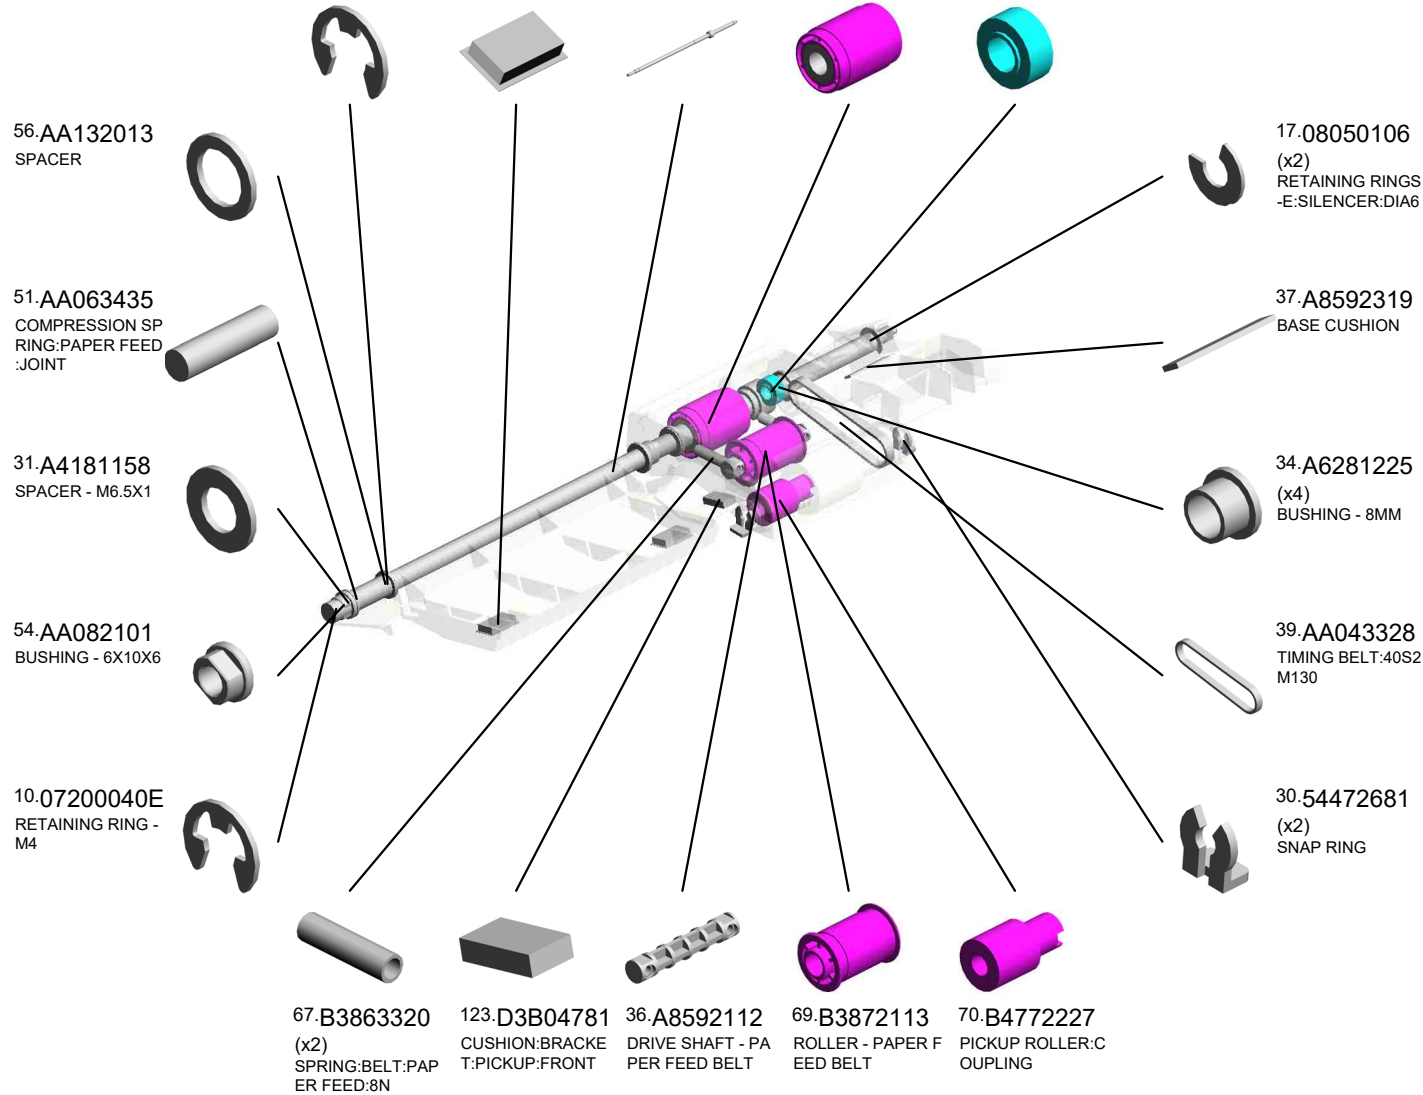 56.AA132013
SPACER
51.AA063435
COMPRESSION SP
RING:PAPER FEED
:JOINT
31.A4181158
SPACER - M6.5X1
54.AA082101
BUSHING - 6X10X6
10.07200040E
RETAINING RING -
M4
17.08050106
(x2)
RETAINING RINGS
-E:SILENCER:DIA6
37.A8592319
BASE CUSHION
34.A6281225
(x4)
BUSHING - 8MM
39.AA043328
TIMING BELT:40S2
M130
30.54472681
(x2)
SNAP RING
67.B3863320
(x2)
SPRING:BELT:PAP
ER FEED:8N
123.D3B04781
CUSHION:BRACKE
T:PICKUP:FRONT
36.A8592112
DRIVE SHAFT - PA
PER FEED BELT
69.B3872113
ROLLER - PAPER F
EED BELT
70.B4772227
PICKUP ROLLER:C
OUPLING